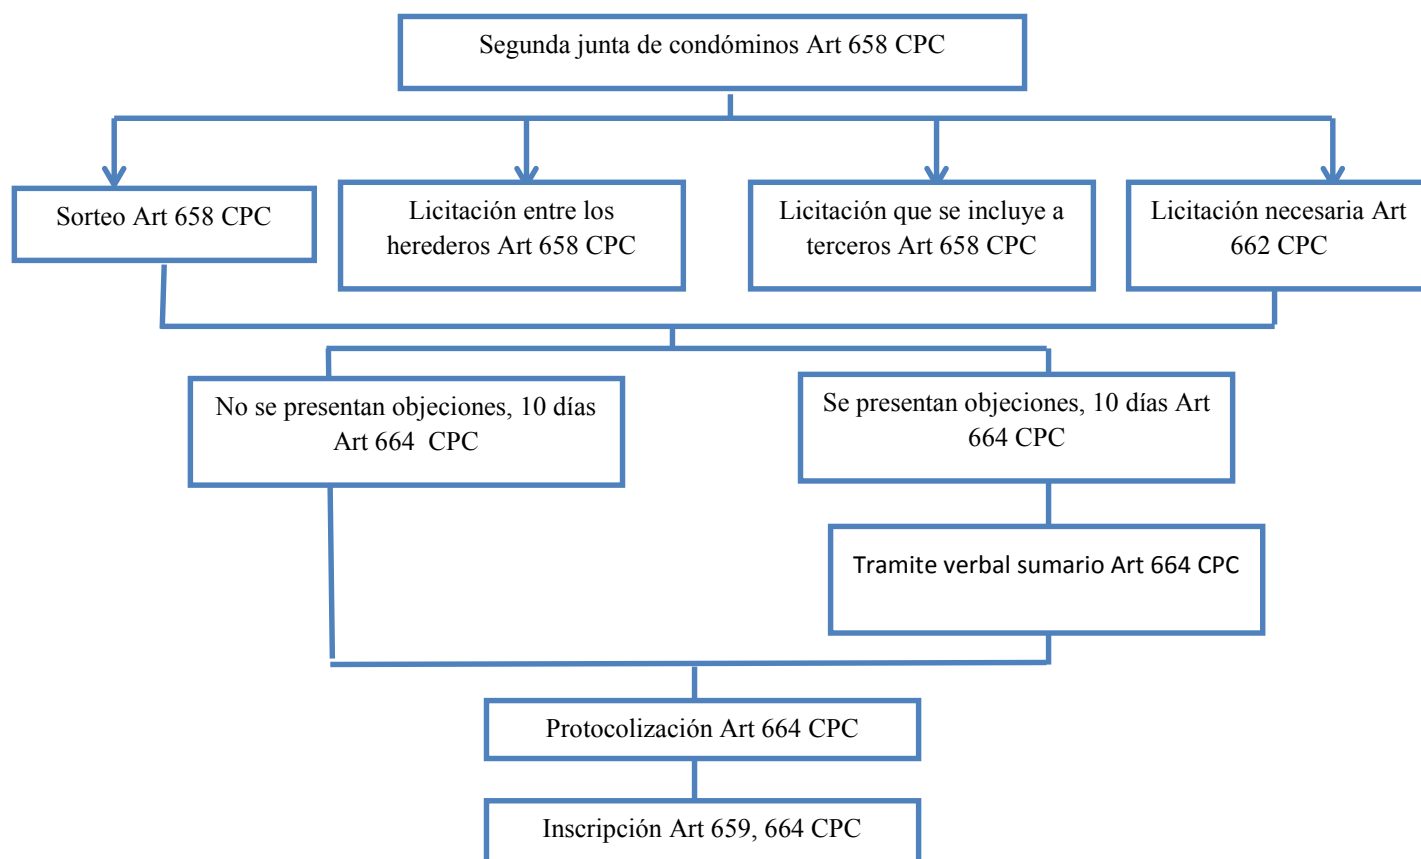 Segunda junta de condóminos Art 658 CPC
Sorteo Art 658 CPC
Licitación entre los
herederos Art 658 CPC
Licitación que se incluye a
terceros Art 658 CPC
Licitación necesaria Art
662 CPC
No se presentan objeciones, 10 días
Art 664  CPC
Se presentan objeciones, 10 días Art
664 CPC
Tramite verbal sumario Art 664 CPC
Protocolización Art 664 CPC
Inscripción Art 659, 664 CPC